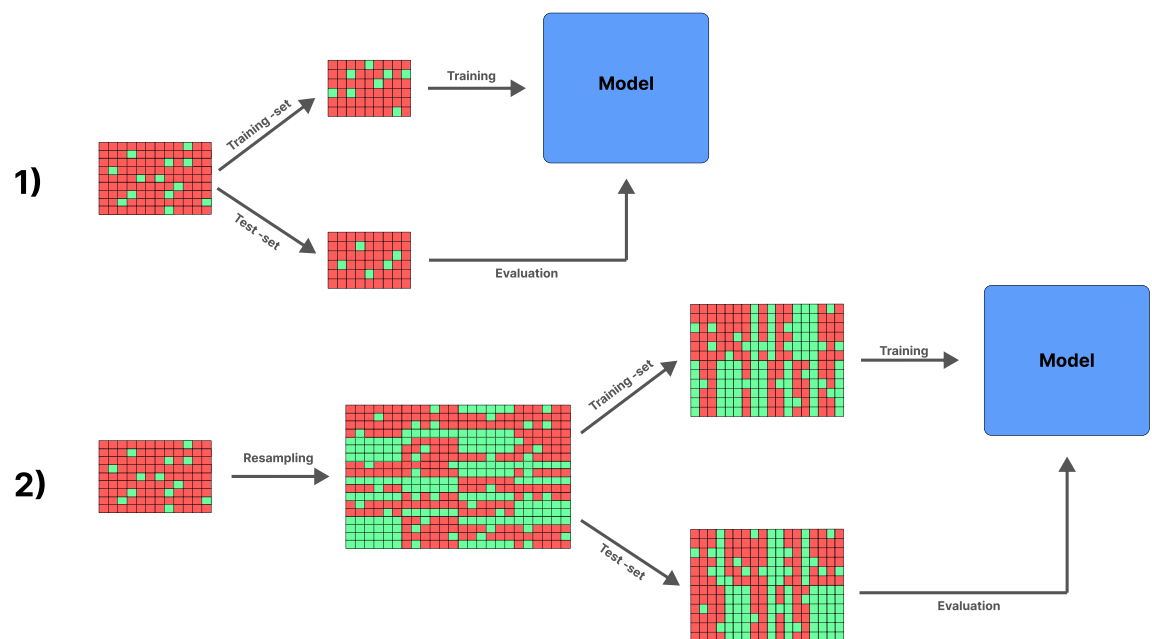 1)
Training -set
Test -set
Training
Evaluation
Model
2)
Resampling
Training -set
Test -set
Training
Evaluation
Model